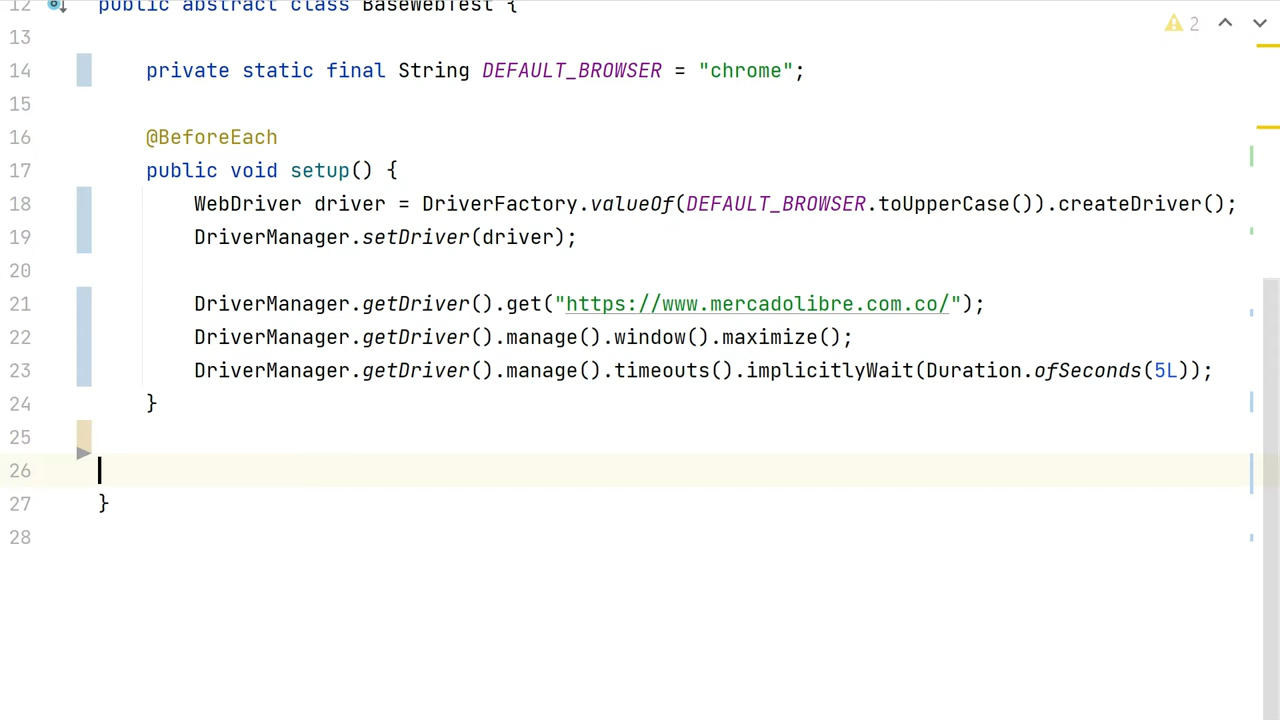 12 public abstract class BaseWebTest {
2
13
14 private static final String DEFAULT_BROWSER = "chrome";
15
16 @BeforeEach
17 public void setup() {
18 WebDriver driver = DriverFactory.valueOf(DEFAULT_BROWSER.toUpperCase()).createDriver();
19 DriverManager.setDriver(driver);
20
21 DriverManager.getDriver().get("https://www.mercadolibre.com.co/");
22 DriverManager.getDriver().manage().window().maximize();
23 DriverManager.getDriver().manage().timeouts().implicitlyWait(Duration.ofSeconds(5L));
24 }
25
26
27 }
28